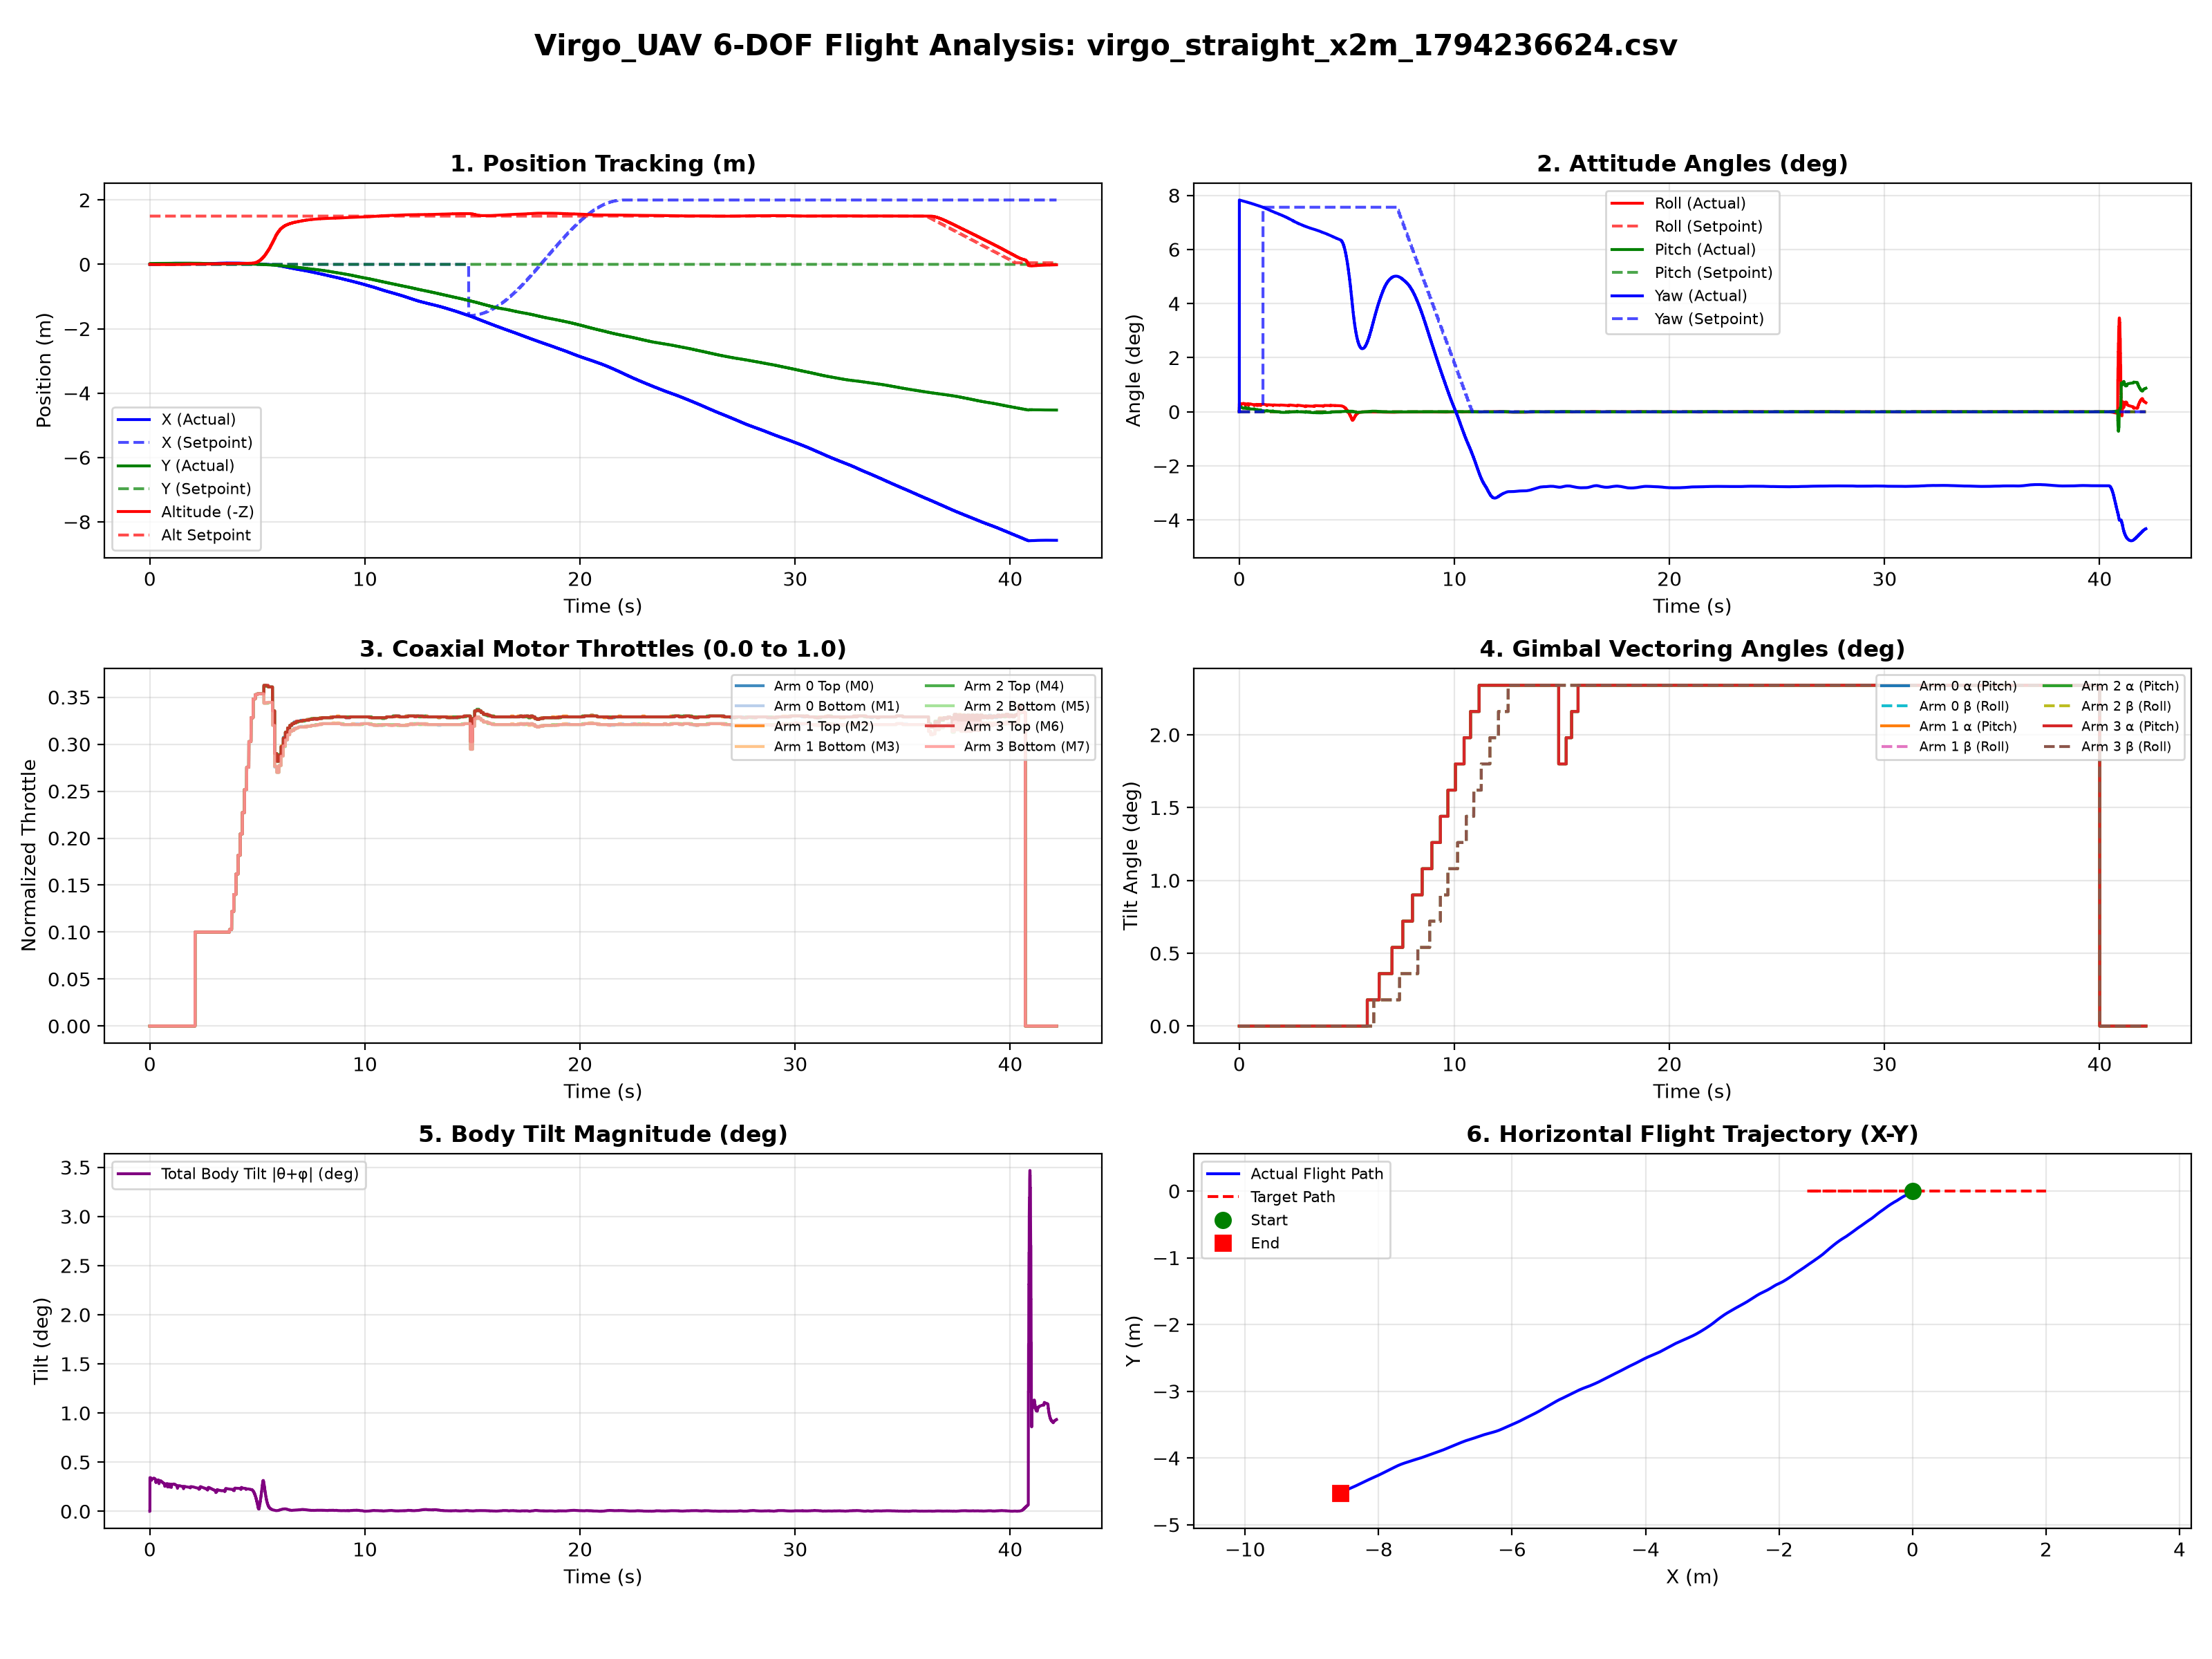 Virgo_UAV 6-DOF Flight Analysis: virgo_straight_x2m_1794236624.csv
1. Position Tracking (m)
Position (m)
2
0
−2
−4
−6
−8
X (Actual)
X (Setpoint)
Y (Actual)
Y (Setpoint)
Altitude (-Z)
Alt Setpoint
0 10 20 30 40
Time (s)
2. Attitude Angles (deg)
Angle (deg)
8
6
4
2
0
−2
−4
Roll (Actual)
Roll (Setpoint)
Pitch (Actual)
Pitch (Setpoint)
Yaw (Actual)
Yaw (Setpoint)
0 10 20 30 40
Time (s)
3. Coaxial Motor Throttles (0.0 to 1.0)
Normalized Throttle
0.35
0.30
0.25
0.20
0.15
0.10
0.05
0.00
Arm 0 Top (M0)
Arm 0 Bottom (M1)
Arm 1 Top (M2)
Arm 1 Bottom (M3)
Arm 2 Top (M4)
Arm 2 Bottom (M5)
Arm 3 Top (M6)
Arm 3 Bottom (M7)
0 10 20 30 40
Time (s)
4. Gimbal Vectoring Angles (deg)
Tilt Angle (deg)
2.0
1.5
1.0
0.5
0.0
Arm 0 α (Pitch)
Arm 0 β (Roll)
Arm 1 α (Pitch)
Arm 1 β (Roll)
Arm 2 α (Pitch)
Arm 2 β (Roll)
Arm 3 α (Pitch)
Arm 3 β (Roll)
0 10 20 30 40
Time (s)
5. Body Tilt Magnitude (deg)
Tilt (deg)
3.5
3.0
2.5
2.0
1.5
1.0
0.5
0.0
Total Body Tilt |θ+φ| (deg)
0 10 20 30 40
Time (s)
6. Horizontal Flight Trajectory (X-Y)
Y (m)
0
−1
−2
−3
−4
−5
Actual Flight Path
Target Path
Start
End
−10 −8 −6 −4 −2 0 2 4
X (m)